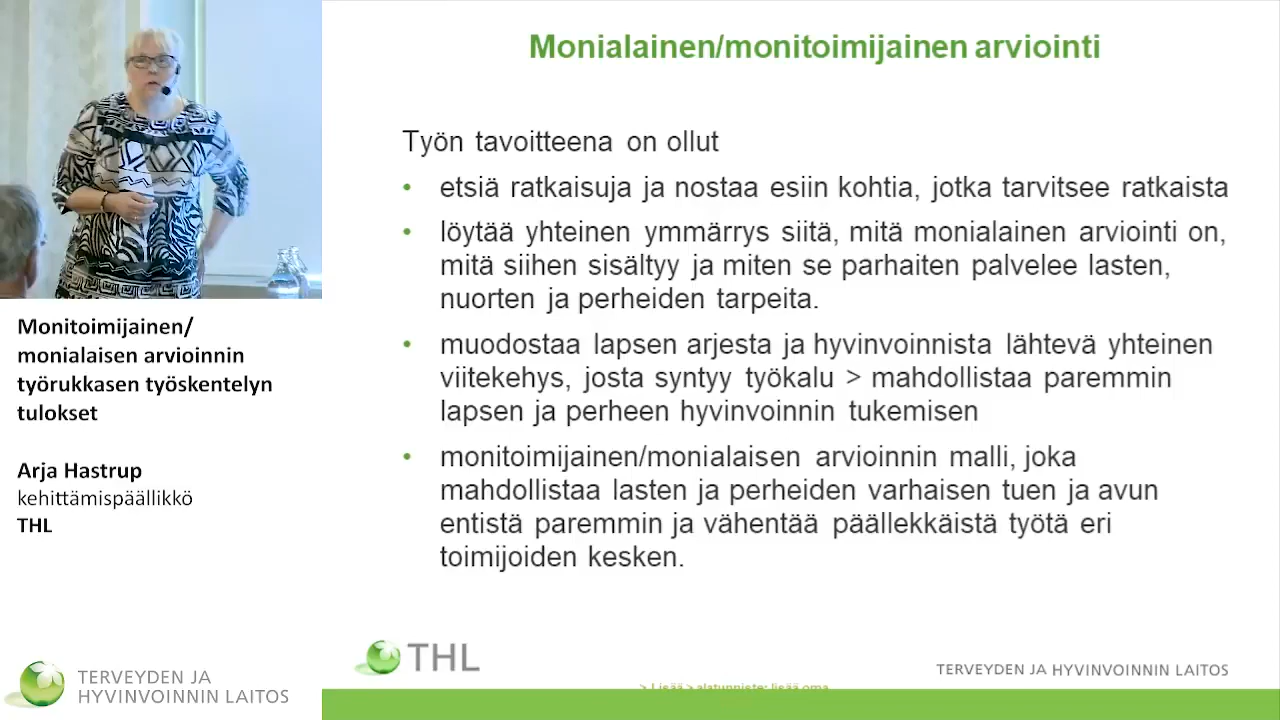 Monialainen/monitoimijainen arviointi
Työn tavoitteena on ollut
• etsiä ratkaisuja ja nostaa esiin kohtia, jotka tarvitsee ratkaista
• löytää yhteinen ymmärrys siitä, mitä monialainen arviointi on,
mitä siihen sisältyy ja miten se parhaiten palvelee lasten,
nuorten ja perheiden tarpeita.
• muodostaa lapsen arjesta ja hyvinvoinnista lähtevä yhteinen
viitekehys, josta syntyy työkalu > mahdollistaa paremmin
lapsen ja perheen hyvinvoinnin tukemisen
• monitoimijainen/monialaisen arvioinnin malli, joka
mahdollistaa lasten ja perheiden varhaisen tuen ja avun
entistä paremmin ja vähentää päällekkäistä työtä eri
toimijoiden kesken.
Monitoimijainen/
monialaisen arvioinnin
työrukkasen työskentelyn
tulokset
Arja Hastrup
kehittämispäällikkö
THL
TERVEYDEN JA
HYVINVOINNIN LAITOS
THL
TERVEYDEN JA HYVINVOINNIN LAITOS
> Lisää > alatunniste: lisää oma